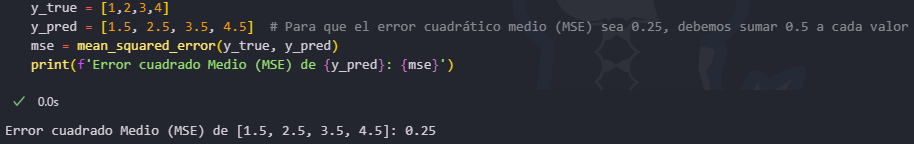 y_true = [1,2,3,4]
y_pred = [1.5, 2.5, 3.5, 4.5]  # Para que el error cuadrático medio (MSE) sea 0.25, debemos sumar 0.5 a cada valor
mse = mean_squared_error(y_true, y_pred)
print(f'Error cuadrado Medio (MSE) de {y_pred}: {mse}')
0.0s
Error cuadrado Medio (MSE) de [1.5, 2.5, 3.5, 4.5]: 0.25